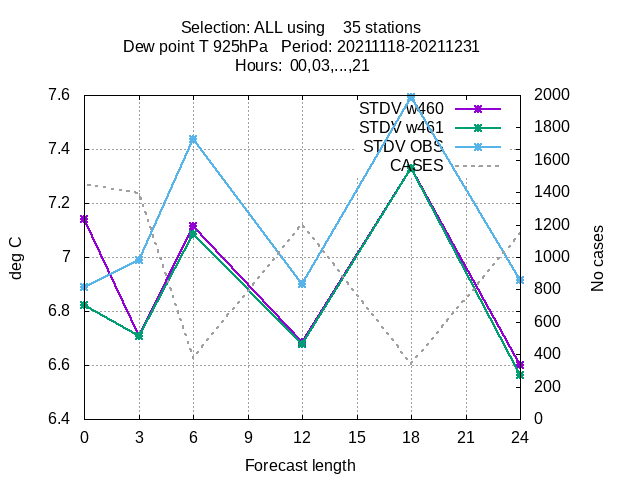 Selection: ALL using    35 stations
Dew point T 925hPa   Period: 20211118-20211231
Hours: 00,03,...,21
STDV w460
STDV w461
STDV OBS
CASES
7.6
7.4
7.2
7
6.8
6.6
6.4
2000
1800
1600
1400
1200
1000
800
600
400
200
0
deg C
No cases
0 3 6 9 12 15 18 21 24
Forecast length